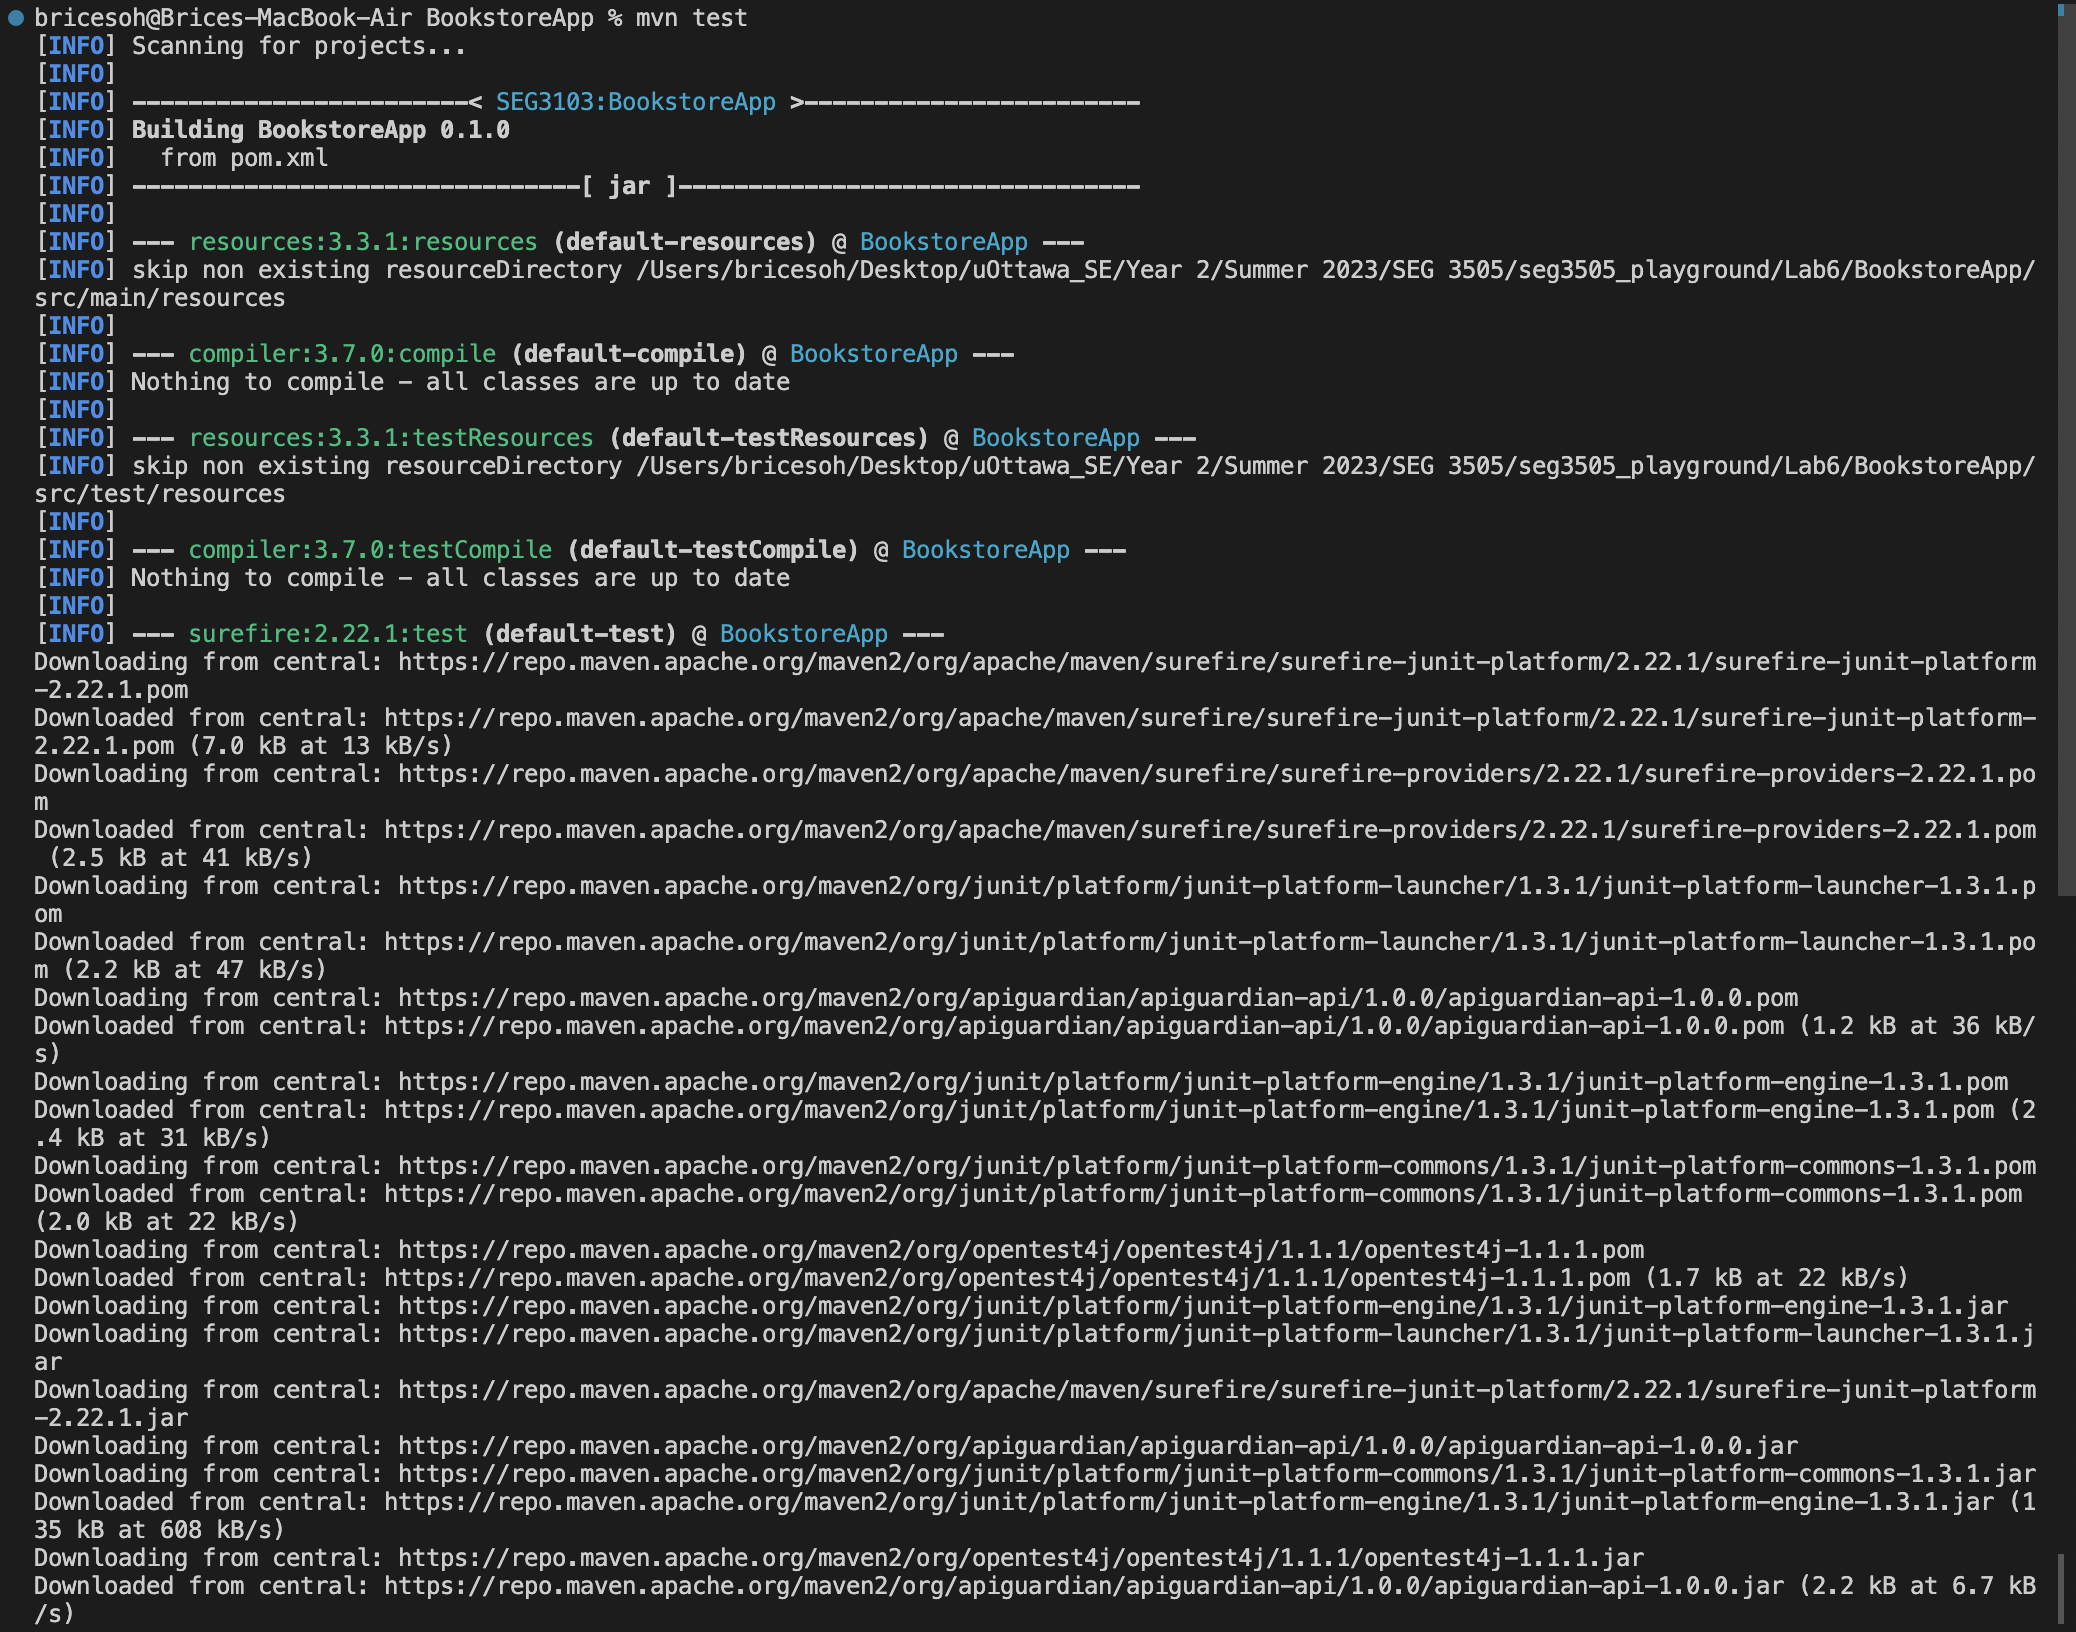 bricesoh@Brices-MacBook-Air BookstoreApp % mvn test
[INFO] Scanning for projects...
[INFO]
[INFO] ------------------------< SEG3103:BookstoreApp >------------------------
[INFO] Building BookstoreApp 0.1.0
[INFO]   from pom.xml
[INFO] --------------------------------[ jar ]---------------------------------
[INFO]
[INFO] --- resources:3.3.1:resources (default-resources) @ BookstoreApp ---
[INFO] skip non existing resourceDirectory /Users/bricesoh/Desktop/uOttawa_SE/Year 2/Summer 2023/SEG 3505/seg3505_playground/Lab6/BookstoreApp/
src/main/resources
[INFO]
[INFO] --- compiler:3.7.0:compile (default-compile) @ BookstoreApp ---
[INFO] Nothing to compile - all classes are up to date
[INFO]
[INFO] --- resources:3.3.1:testResources (default-testResources) @ BookstoreApp ---
[INFO] skip non existing resourceDirectory /Users/bricesoh/Desktop/uOttawa_SE/Year 2/Summer 2023/SEG 3505/seg3505_playground/Lab6/BookstoreApp/
src/test/resources
[INFO]
[INFO] --- compiler:3.7.0:testCompile (default-testCompile) @ BookstoreApp ---
[INFO] Nothing to compile - all classes are up to date
[INFO]
[INFO] --- surefire:2.22.1:test (default-test) @ BookstoreApp ---
Downloading from central: https://repo.maven.apache.org/maven2/org/apache/maven/surefire/surefire-junit-platform/2.22.1/surefire-junit-platform
-2.22.1.pom
Downloaded from central: https://repo.maven.apache.org/maven2/org/apache/maven/surefire/surefire-junit-platform/2.22.1/surefire-junit-platform-
2.22.1.pom (7.0 kB at 13 kB/s)
Downloading from central: https://repo.maven.apache.org/maven2/org/apache/maven/surefire/surefire-providers/2.22.1/surefire-providers-2.22.1.po
m
Downloaded from central: https://repo.maven.apache.org/maven2/org/apache/maven/surefire/surefire-providers/2.22.1/surefire-providers-2.22.1.pom
 (2.5 kB at 41 kB/s)
Downloading from central: https://repo.maven.apache.org/maven2/org/junit/platform/junit-platform-launcher/1.3.1/junit-platform-launcher-1.3.1.p
om
Downloaded from central: https://repo.maven.apache.org/maven2/org/junit/platform/junit-platform-launcher/1.3.1/junit-platform-launcher-1.3.1.po
m (2.2 kB at 47 kB/s)
Downloading from central: https://repo.maven.apache.org/maven2/org/apiguardian/apiguardian-api/1.0.0/apiguardian-api-1.0.0.pom
Downloaded from central: https://repo.maven.apache.org/maven2/org/apiguardian/apiguardian-api/1.0.0/apiguardian-api-1.0.0.pom (1.2 kB at 36 kB/
s)
Downloading from central: https://repo.maven.apache.org/maven2/org/junit/platform/junit-platform-engine/1.3.1/junit-platform-engine-1.3.1.pom
Downloaded from central: https://repo.maven.apache.org/maven2/org/junit/platform/junit-platform-engine/1.3.1/junit-platform-engine-1.3.1.pom (2
.4 kB at 31 kB/s)
Downloading from central: https://repo.maven.apache.org/maven2/org/junit/platform/junit-platform-commons/1.3.1/junit-platform-commons-1.3.1.pom
Downloaded from central: https://repo.maven.apache.org/maven2/org/junit/platform/junit-platform-commons/1.3.1/junit-platform-commons-1.3.1.pom
(2.0 kB at 22 kB/s)
Downloading from central: https://repo.maven.apache.org/maven2/org/opentest4j/opentest4j/1.1.1/opentest4j-1.1.1.pom
Downloaded from central: https://repo.maven.apache.org/maven2/org/opentest4j/opentest4j/1.1.1/opentest4j-1.1.1.pom (1.7 kB at 22 kB/s)
Downloading from central: https://repo.maven.apache.org/maven2/org/junit/platform/junit-platform-engine/1.3.1/junit-platform-engine-1.3.1.jar
Downloading from central: https://repo.maven.apache.org/maven2/org/junit/platform/junit-platform-launcher/1.3.1/junit-platform-launcher-1.3.1.j
ar
Downloading from central: https://repo.maven.apache.org/maven2/org/apache/maven/surefire/surefire-junit-platform/2.22.1/surefire-junit-platform
-2.22.1.jar
Downloading from central: https://repo.maven.apache.org/maven2/org/apiguardian/apiguardian-api/1.0.0/apiguardian-api-1.0.0.jar
Downloading from central: https://repo.maven.apache.org/maven2/org/junit/platform/junit-platform-commons/1.3.1/junit-platform-commons-1.3.1.jar
Downloaded from central: https://repo.maven.apache.org/maven2/org/junit/platform/junit-platform-engine/1.3.1/junit-platform-engine-1.3.1.jar (1
35 kB at 608 kB/s)
Downloading from central: https://repo.maven.apache.org/maven2/org/opentest4j/opentest4j/1.1.1/opentest4j-1.1.1.jar
Downloaded from central: https://repo.maven.apache.org/maven2/org/apiguardian/apiguardian-api/1.0.0/apiguardian-api-1.0.0.jar (2.2 kB at 6.7 kB
/s)